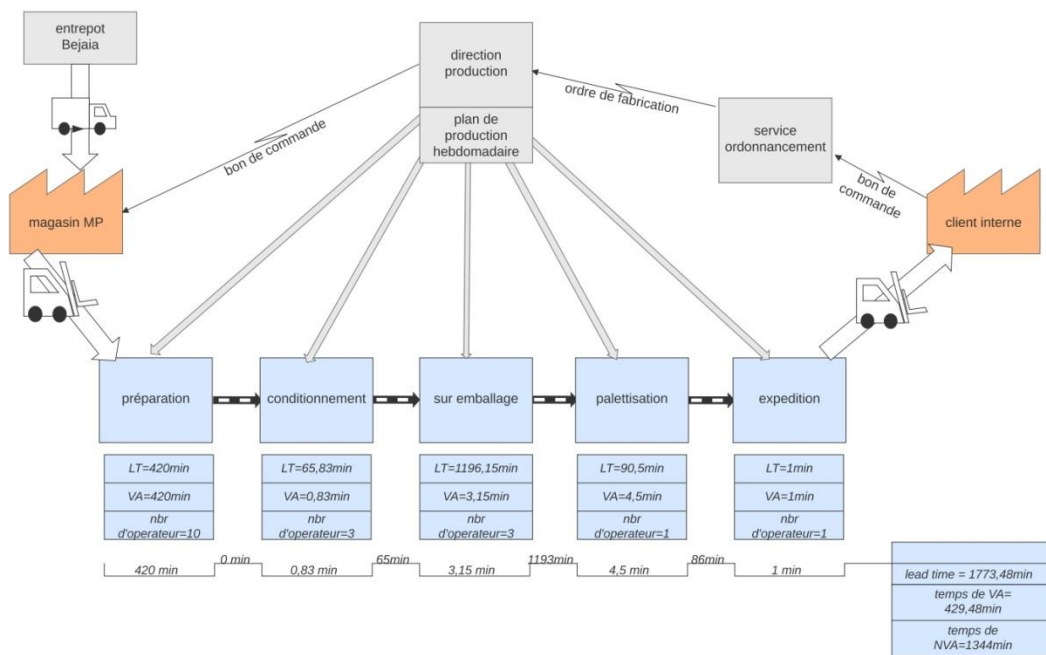 entrepot
Bejaia
direction
production
plan de
production
hebdomadaire
ordre de fabrication
service
ordonnancement
bon de commande
bon de
commande
magasin MP
client interne
préparation
conditionnement
sur emballage
palettisation
expedition
LT=420min
VA=420min
nbr
d'operateur=10
LT=65,83min
VA=0,83min
nbr
d'operateur=3
LT=1196,15min
VA=3,15min
nbr
d'operateur=3
LT=90,5min
VA=4,5min
nbr
d'operateur=1
LT=1min
VA=1min
nbr
d'operateur=1
420 min
0 min
0,83 min
65min
3,15 min
1193min
4,5 min
86min
1 min
lead time = 1773,48min
temps de VA=
429,48min
temps de
NVA=1344min